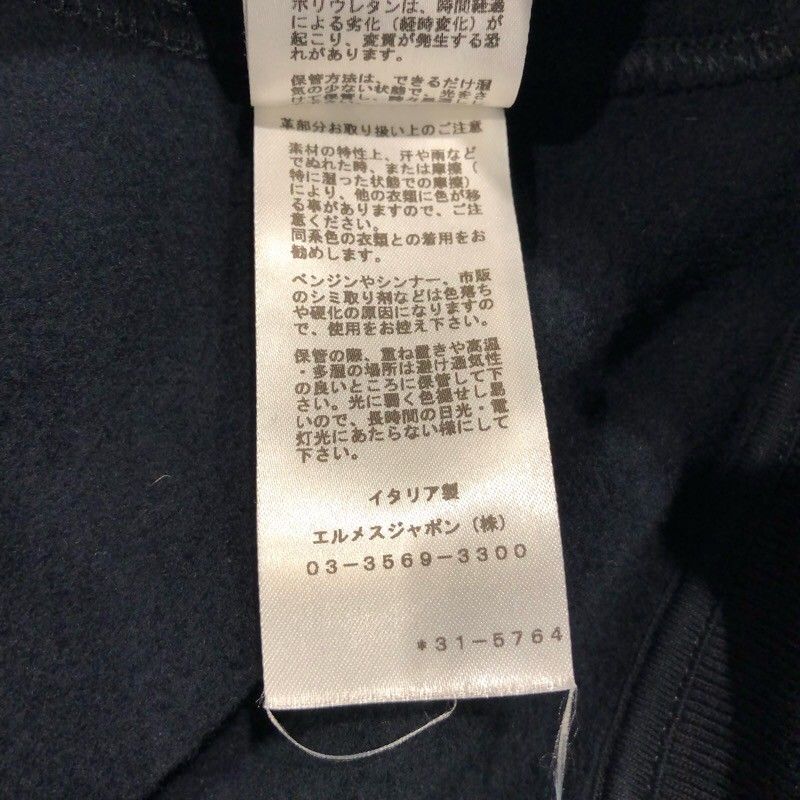 ポリウレタンは、時間経過
による劣化（経時変化）が
起こり、変質が発生する恐
れがあります。
保管方法は、できるだけ湿
気の少ない状態で、光をさ
革部分お取り扱い上のご注意
素材の特性上、汗や雨など
でぬれた時、または摩擦（
特に湿った状態での摩擦）
により、他の衣類に色が移
る事がありますので、ご注
意ください。
同系色の衣類との着用をお
勧めします。
ベンジンやシンナー、市販
のシミ取り剤などは色落ち
や硬化の原因になりますの
で、使用をお控え下さい。
保管の際、重ね置きや高温
・多湿の場所は避け通気性
の良いところに保管して下
さい。光に弱く色褪せし易
いので、長時間の日光・電
灯光にあたらない様にして
下さい。
イタリア製
エルメスジャポン（株）
03-3569-3300
*31-5764